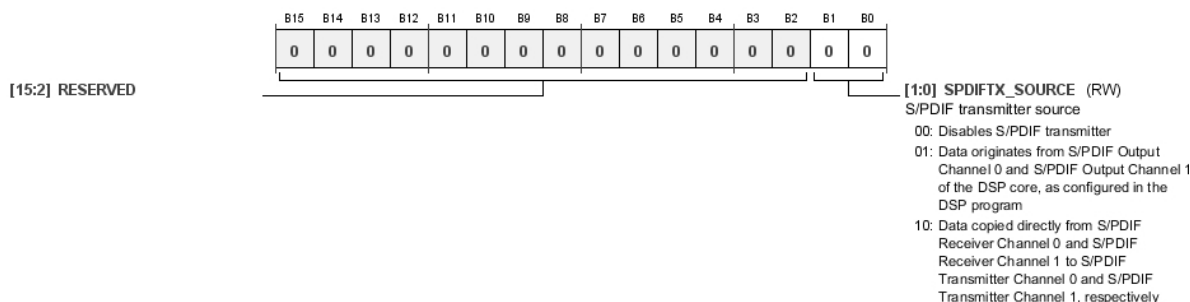 B15 B14 B13 B12 B11 B10 B9 B8 B7 B6 B5 B4 B3 B2 B1 B0
0 0 0 0 0 0 0 0 0 0 0 0 0 0 0 0
[15:2] RESERVED
[1:0] SPDIFTX_SOURCE (RW)
S/PDIF transmitter source
00: Disables S/PDIF transmitter
01: Data originates from S/PDIF Output
Channel 0 and S/PDIF Output Channel 1
of the DSP core, as configured in the
DSP program
10: Data copied directly from S/PDIF
Receiver Channel 0 and S/PDIF
Receiver Channel 1 to S/PDIF
Transmitter Channel 0 and S/PDIF
Transmitter Channel 1, respectively